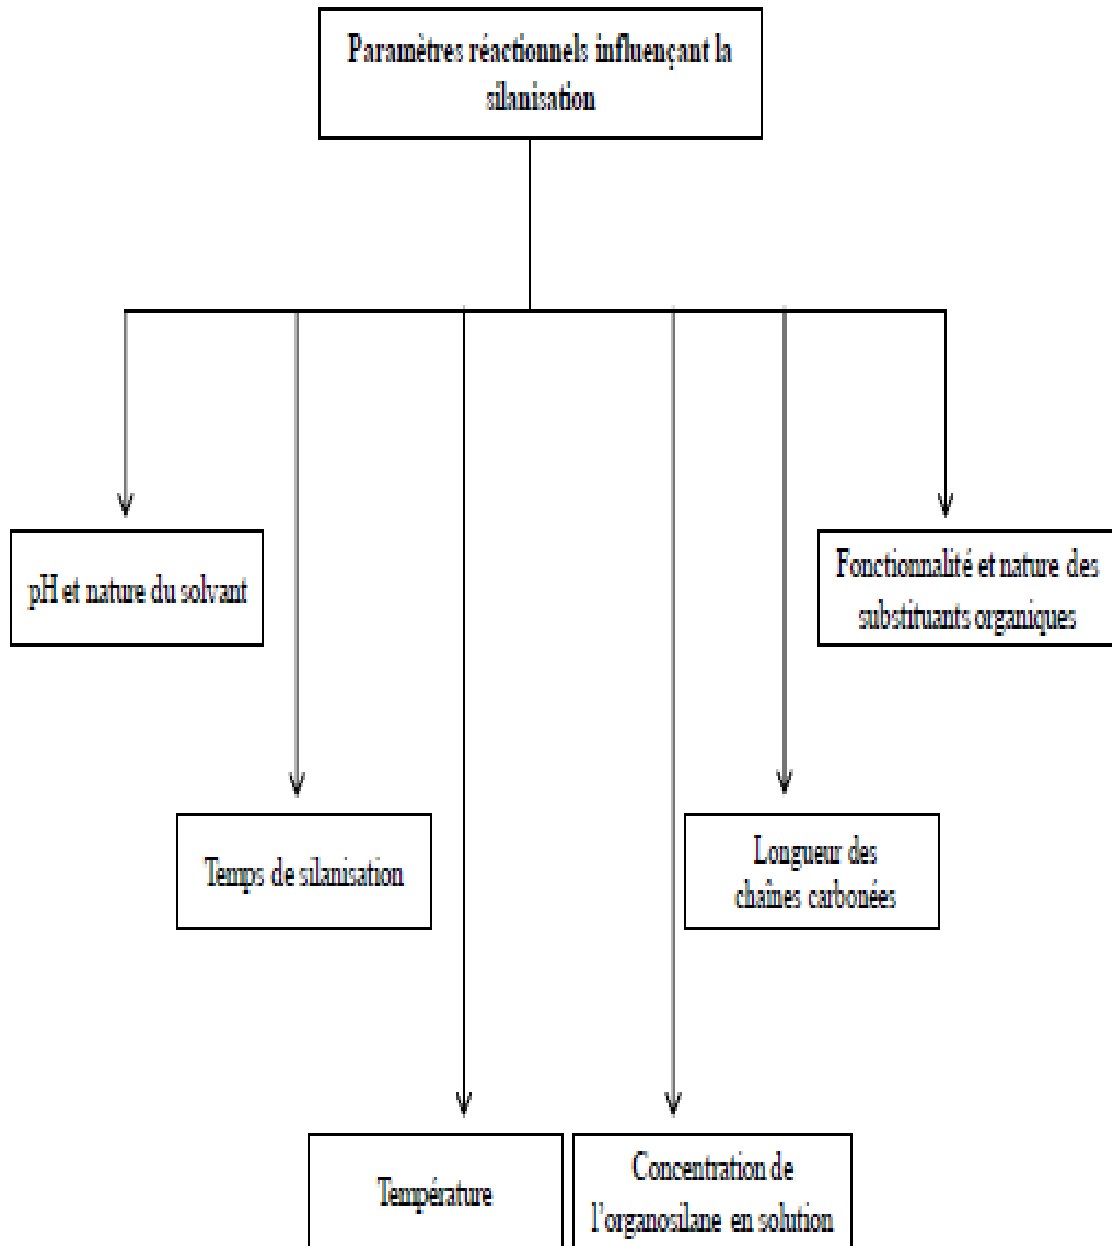 Paramètres réactionnels influençant la
silanisation
pH et nature du solvant
Fonctionnalité et nature des
substituants organiques
Temps de silanisation
Longueur des
chaînes carbonées
Température
Concentration de
l'organosilane en solution